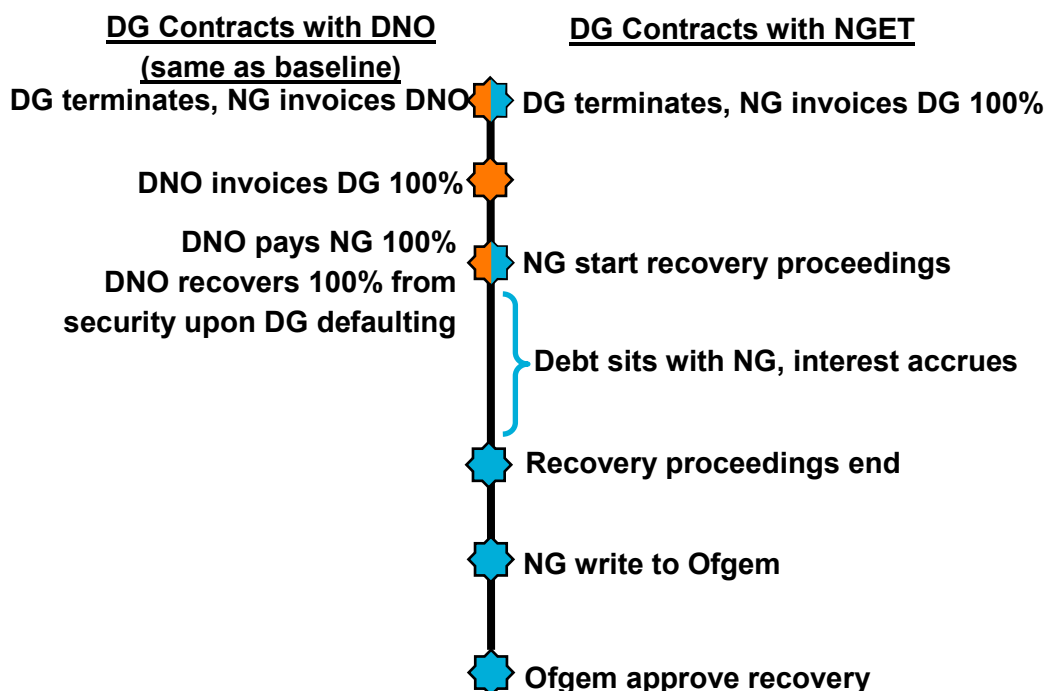 DG Contracts with DNO
(same as baseline)
DG Contracts with NGET
DG terminates, NG invoices DNO
DG terminates, NG invoices DG 100%
DNO invoices DG 100%
DNO pays NG 100%
DNO recovers 100% from
security upon DG defaulting
NG start recovery proceedings
Debt sits with NG, interest accrues
Recovery proceedings end
NG write to Ofgem
Ofgem approve recovery